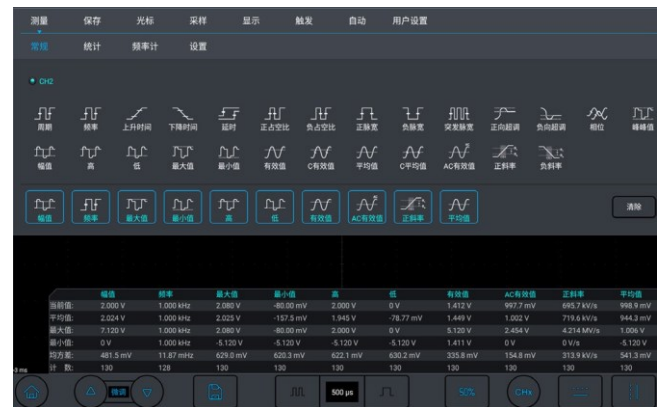 测量 保存 光标 采样 显示 触发 自动 用户设置
常规 统计 频率计 设置
CH2
周期 频率 上升时间 下降时间 延时 正占空比 负占空比 正脉宽 负脉宽 突发脉宽 正向超调 负向超调 相位 峰峰值
幅值 高 低 最大值 最小值 有效值 C有效值 平均值 C平均值 AC有效值 正斜率 负斜率
幅值 频率 最大值 最小值 高 低 有效值 AC有效值 正斜率 平均值 清除
幅值 频率 最大值 最小值 高 低 有效值 AC有效值 正斜率 平均值
当前值: 2.000 V 1.000 kHz 2.080 V -80.00 mV 2.000 V 0 V 1.412 V 997.7 mV 695.7 kV/s 998.9 mV
平均值: 2.024 V 1.000 kHz 2.025 V -157.5 mV 1.945 V -78.77 mV 1.449 V 1.002 V 719.6 kV/s 944.3 mV
最大值: 7.120 V 1.000 kHz 2.080 V -80.00 mV 2.000 V 0 V 5.120 V 2.454 V 4.214 MV/s 1.006 V
最小值: 0 V 1.000 kHz -5.120 V -5.120 V -5.120 V -5.120 V 1.411 V 0 V 0 V/s -5.120 V
均方差: 481.5 mV 11.87 mHz 629.0 mV 620.3 mV 622.1 mV 630.2 mV 335.8 mV 154.8 mV 313.9 kV/s 541.3 mV
计 数: 130 128 130 130 130 130 130 130 130 130
-3 ms
微调 500 μs 50% CHx